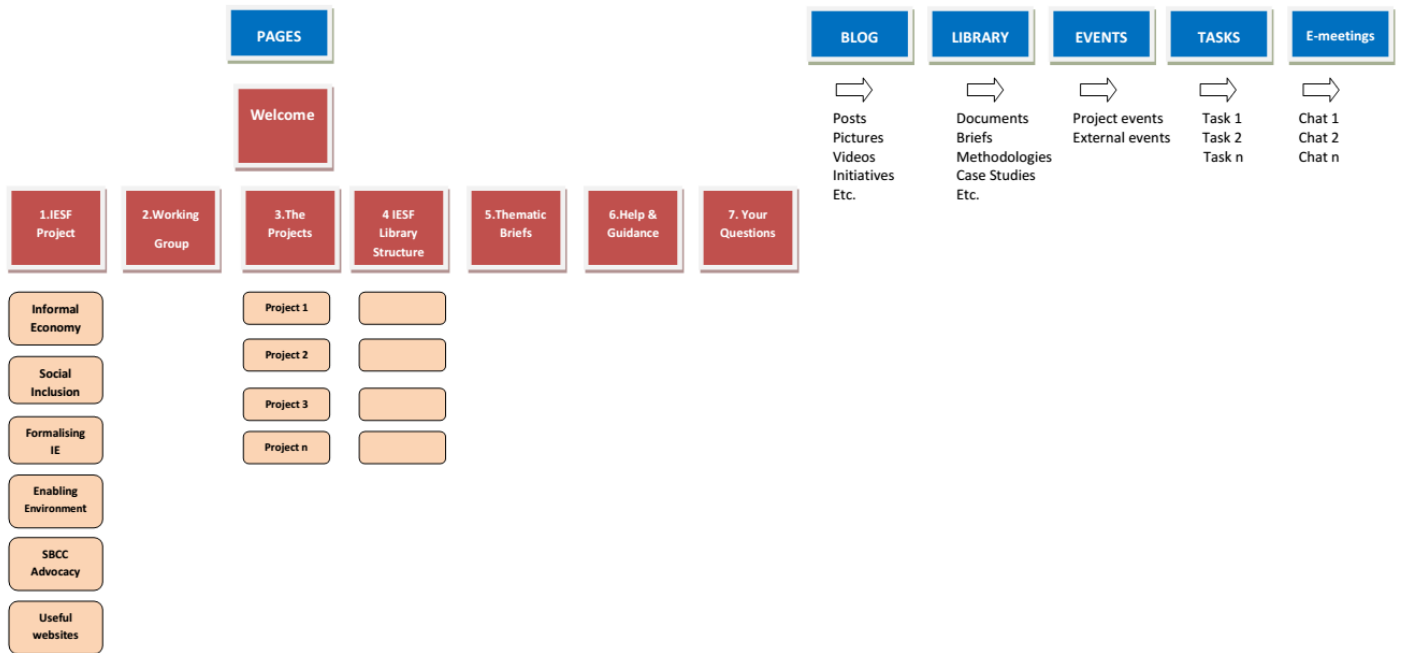 PAGES
BLOG
LIBRARY
EVENTS
TASKS
E-meetings
Welcome
Posts
Pictures
Videos
Initiatives
Etc.
Documents
Briefs
Methodologies
Case Studies
Etc.
Project events
External events
Task 1
Task 2
Task n
Chat 1
Chat 2
Chat n
1.IESF
Project
2.Working
Group
3.The
Projects
4 IESF
Library
Structure
5.Thematic
Briefs
6.Help &
Guidance
7. Your
Questions
Informal
Economy
Social
Inclusion
Formalising
IE
Enabling
Environment
SBCC
Advocacy
Useful
websites
Project 1
Project 2
Project 3
Project n